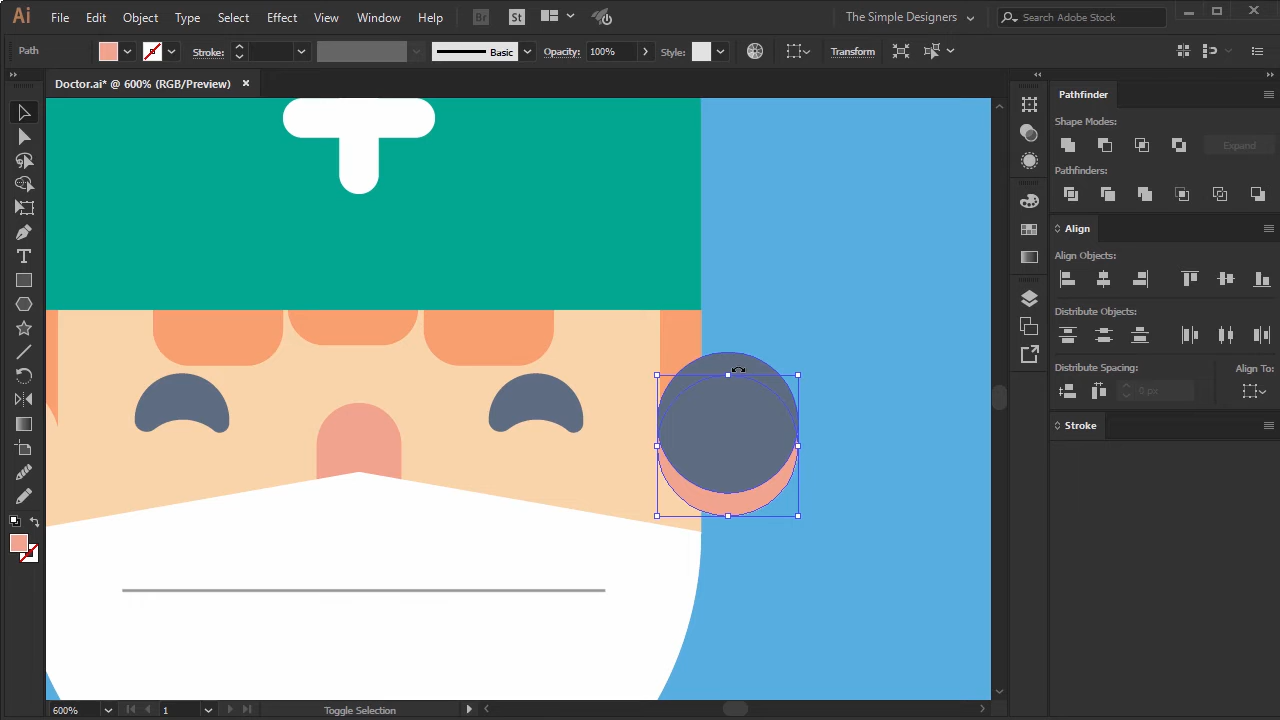 Ai File Edit Object Type Select Effect View Window Help Br St The Simple Designers Search Adobe Stock
Path Stroke: Basic Opacity: 100% Style: Transform
Doctor.ai* @ 600% (RGB/Preview) ×
Pathfinder
Shape Modes:
Expand
Pathfinders:
Align
Align Objects:
Distribute Objects:
Distribute Spacing: Align To:
0 px
Stroke
T
600% 1 Toggle Selection